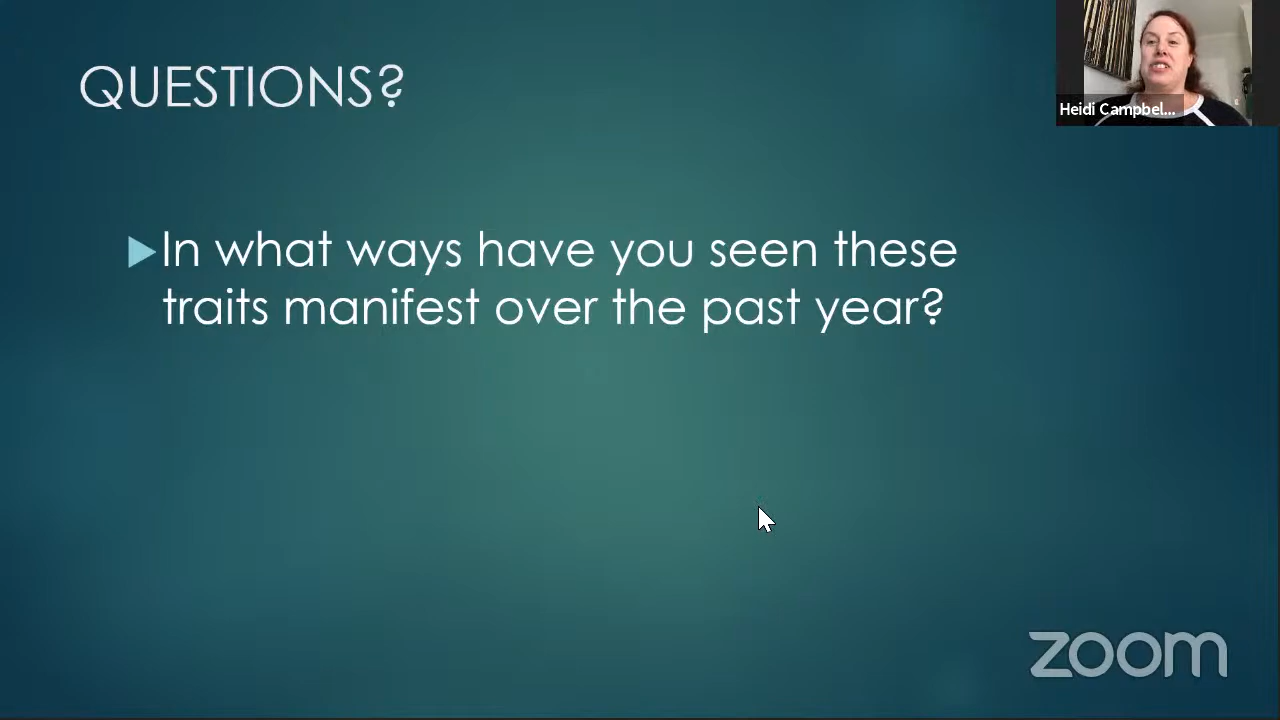 QUESTIONS?
Heidi Campbel...
In what ways have you seen these
traits manifest over the past year?
zoom